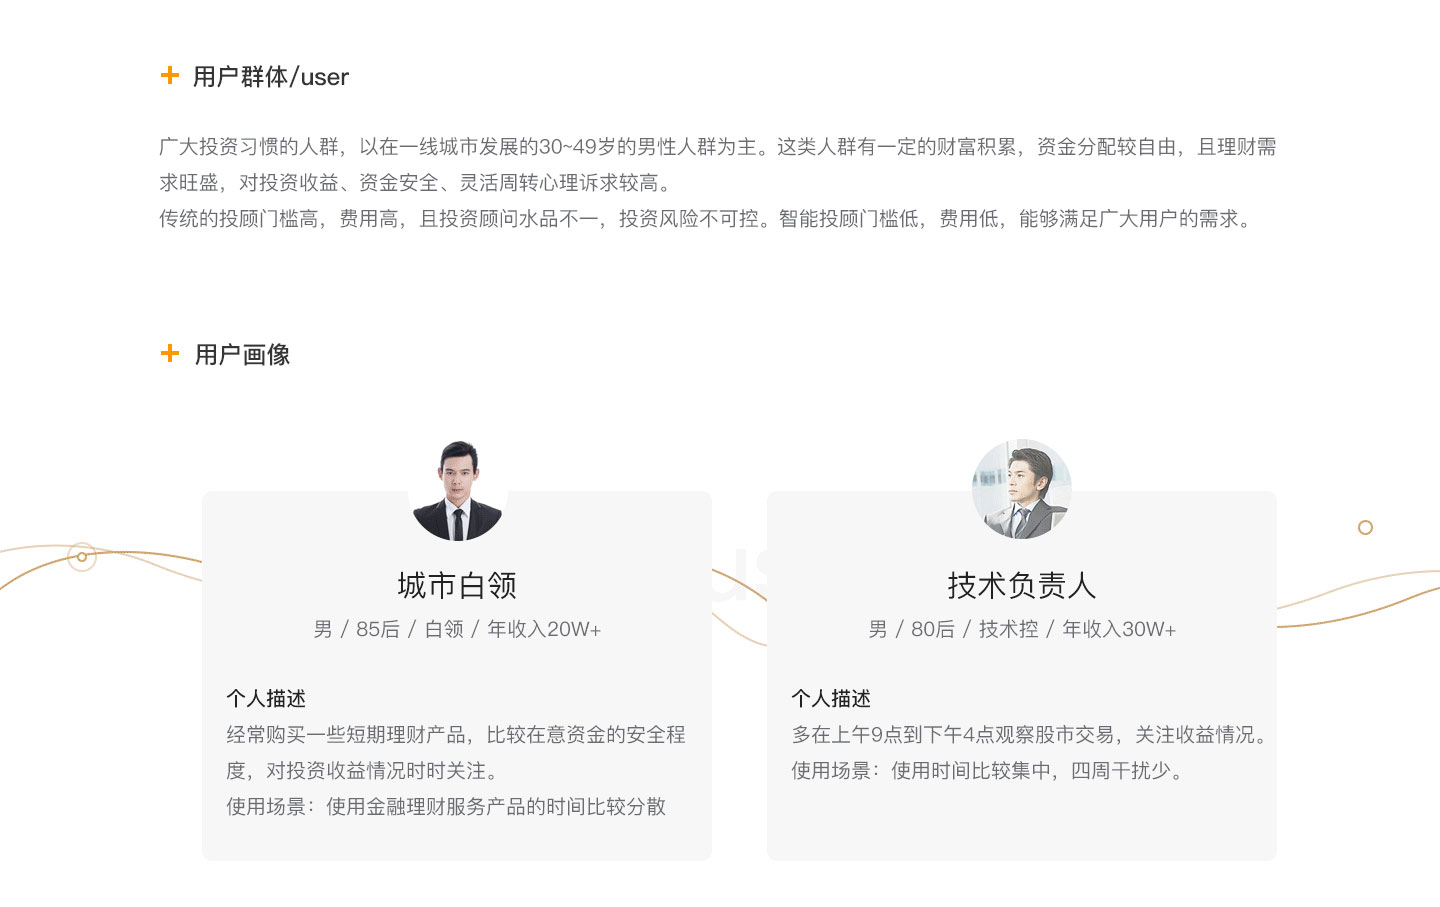 用户群体/user
广大投资习惯的人群，以在一线城市发展的30~49岁的男性人群为主。这类人群有一定的财富积累，资金分配较自由，且理财需
求旺盛，对投资收益、资金安全、灵活周转心理诉求较高。
传统的投顾门槛高，费用高，且投资顾问水品不一，投资风险不可控。智能投顾门槛低，费用低，能够满足广大用户的需求。
用户画像
城市白领
男 / 85后 / 白领 / 年收入20W+
个人描述
经常购买一些短期理财产品，比较在意资金的安全程
度，对投资收益情况时时关注。
使用场景：使用金融理财服务产品的时间比较分散
us
技术负责人
男 / 80后 / 技术控 / 年收入30W+
个人描述
多在上午9点到下午4点观察股市交易，关注收益情况。
使用场景：使用时间比较集中，四周干扰少。